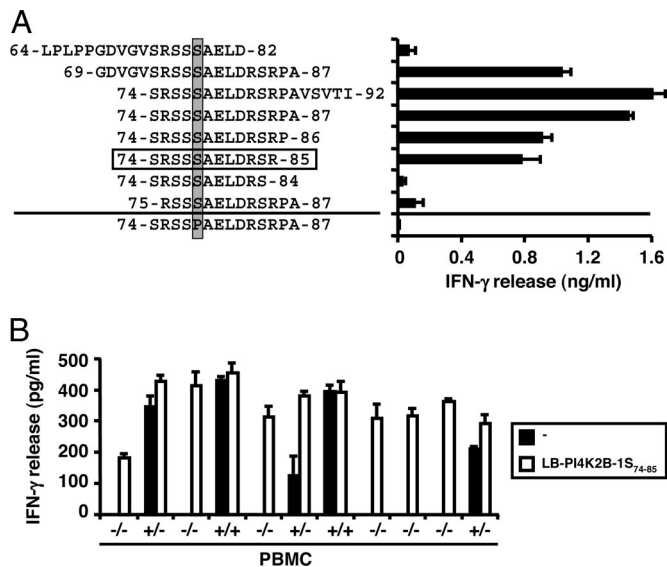 A
64-LPLPPGDVGVSRSSSAELD-82
69-GDVGVSRSSSAELDRSRPA-87
74-SRSSSAELDRSRPAVSVTI-92
74-SRSSSAELDRSRPA-87
74-SRSSSAELDRSRP-86
74-SRSSSAELDRSR-85
74-SRSSSAELDRS-84
75-RSSSAELDRSRPA-87
74-SRSSPAELDRSRPA-87
0 0.4 0.8 1.2 1.6
IFN-γ release (ng/ml)
B
IFN-γ release (pg/ml)
500
400
300
200
100
0
-/- +/- -/- +/+ -/- +/- +/+ -/- -/- -/- +/-
PBMC
-
LB-PI4K2B-1S74-85